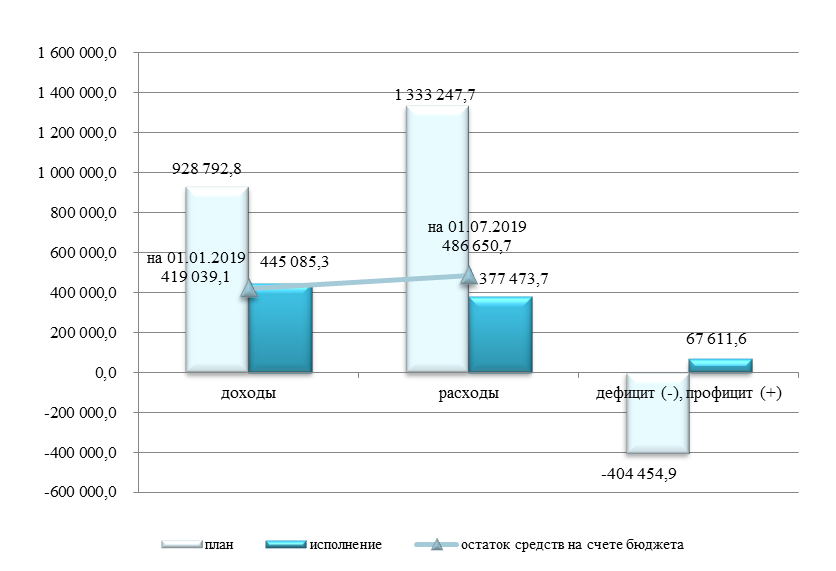 1 600 000,0
1 400 000,0
1 200 000,0
1 000 000,0
800 000,0
600 000,0
400 000,0
200 000,0
0,0
-200 000,0
-400 000,0
-600 000,0
928 792,8
1 333 247,7
на 01.01.2019
419 039,1
445 085,3
на 01.07.2019
486 650,7
377 473,7
67 611,6
-404 454,9
доходы
расходы
дефицит (-), профицит (+)
план
исполнение
остаток средств на счете бюджета